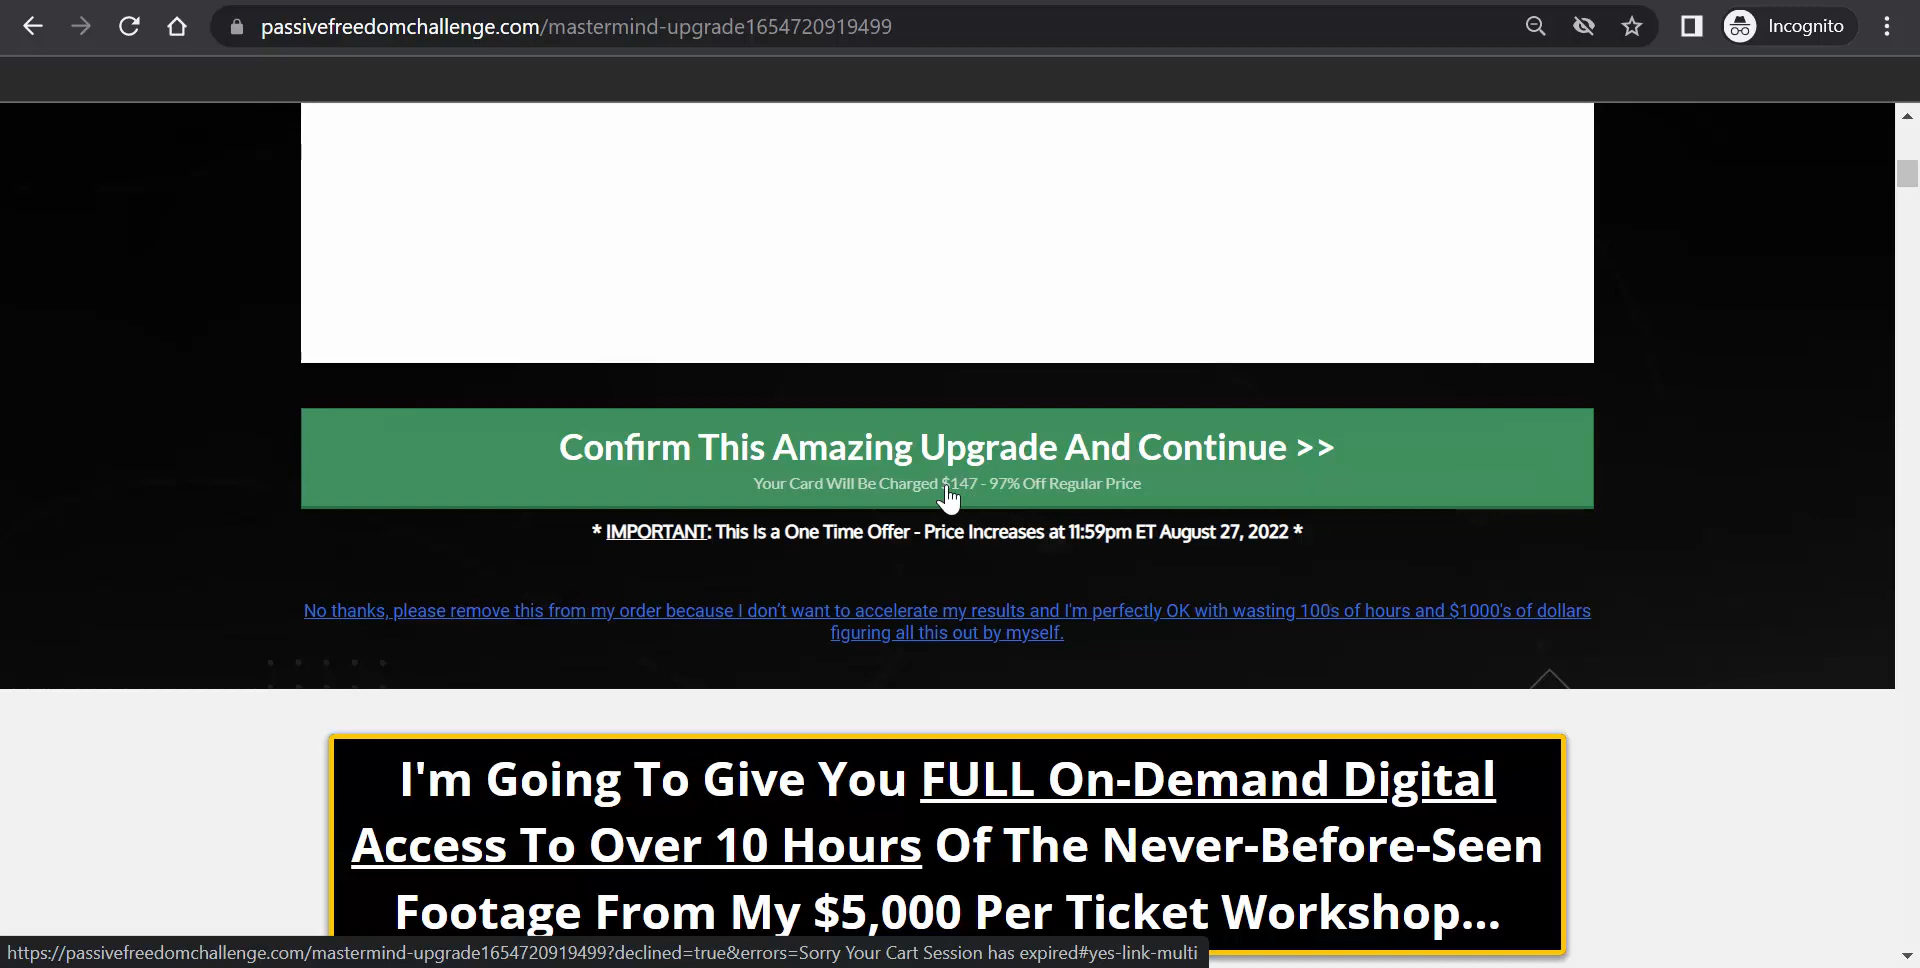 passivefreedomchallenge.com/mastermind-upgrade1654720919499
Incognito
Confirm This Amazing Upgrade And Continue >>
Your Card Will Be Charged $147 - 97% Off Regular Price
* IMPORTANT: This Is a One Time Offer - Price Increases at 11:59pm ET August 27, 2022 *
No thanks, please remove this from my order because I don't want to accelerate my results and I'm perfectly OK with wasting 100s of hours and $1000's of dollars
figuring all this out by myself.
I'm Going To Give You FULL On-Demand Digital
Access To Over 10 Hours Of The Never-Before-Seen
Footage From My $5,000 Per Ticket Workshop...
https://passivefreedomchallenge.com/mastermind-upgrade1654720919499?declined=true&errors=Sorry Your Cart Session has expired#yes-link-multi